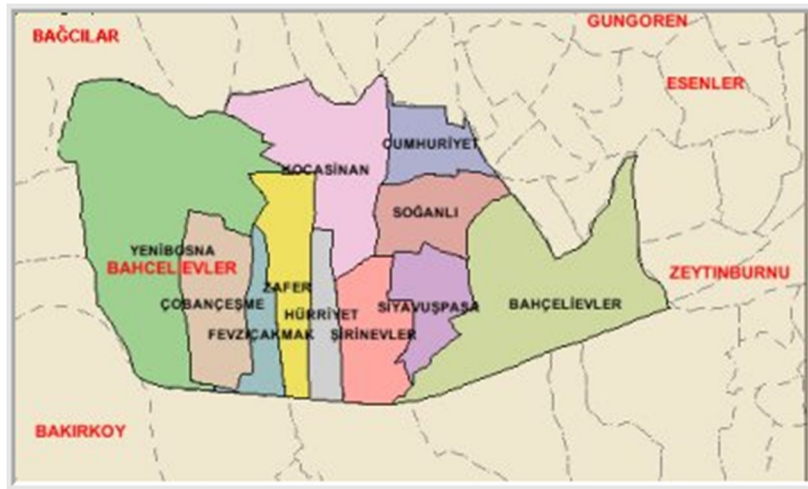 GUNGOREN
BAĞCILAR
ESENLER
CUMHURİYET
KOCASİNAN
SOĞANLI
YENİBOSNA
BAHCELİEVLER
ZEYTINBURNU
ZAFER
ÇOBANÇEŞME
SİYAVUŞPAŞA
BAHÇELİEVLER
HÜRRİYET
FEVZİÇAKMAK
ŞİRİNEVLER
BAKIRKOY